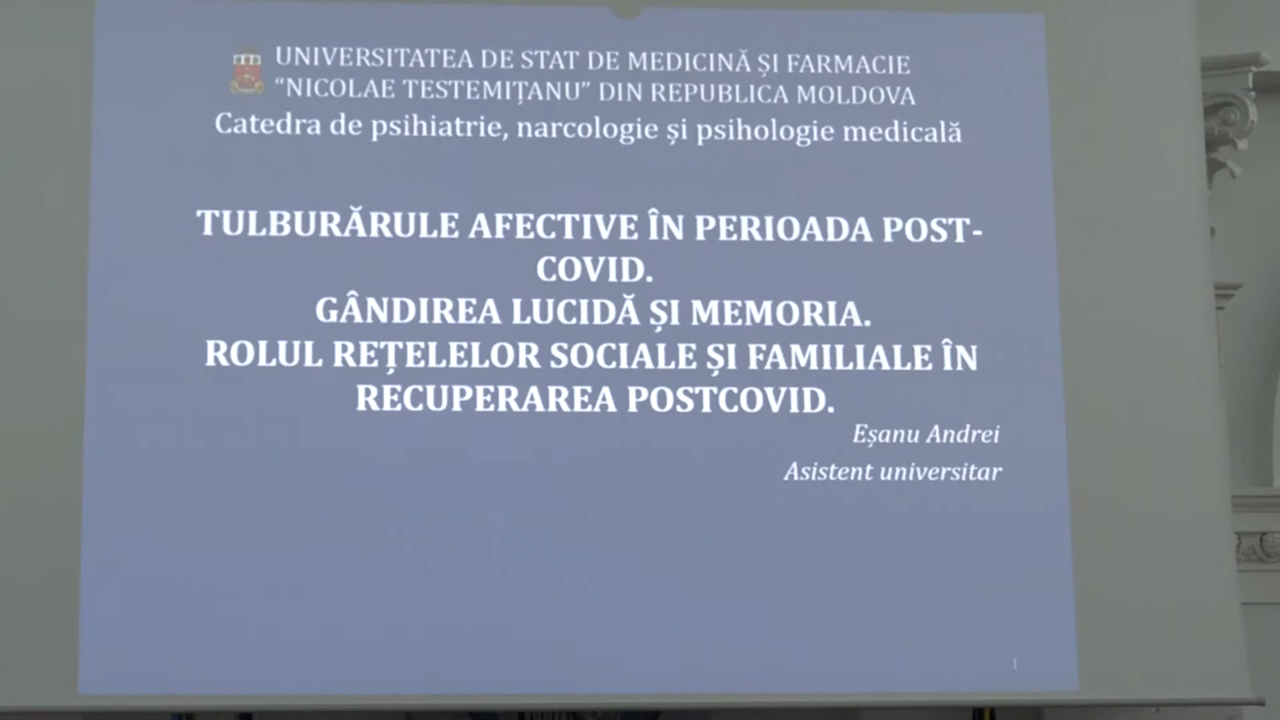 UNIVERSITATEA DE STAT DE MEDICINĂ ȘI FARMACIE
“NICOLAE TESTEMIȚANU” DIN REPUBLICA MOLDOVA
Catedra de psihiatrie, narcologie și psihologie medicală
TULBURĂRULE AFECTIVE ÎN PERIOADA POST-
COVID.
GÂNDIREA LUCIDĂ ȘI MEMORIA.
ROLUL REȚELELOR SOCIALE ȘI FAMILIALE ÎN
RECUPERAREA POSTCOVID.
Eșanu Andrei
Asistent universitar
1